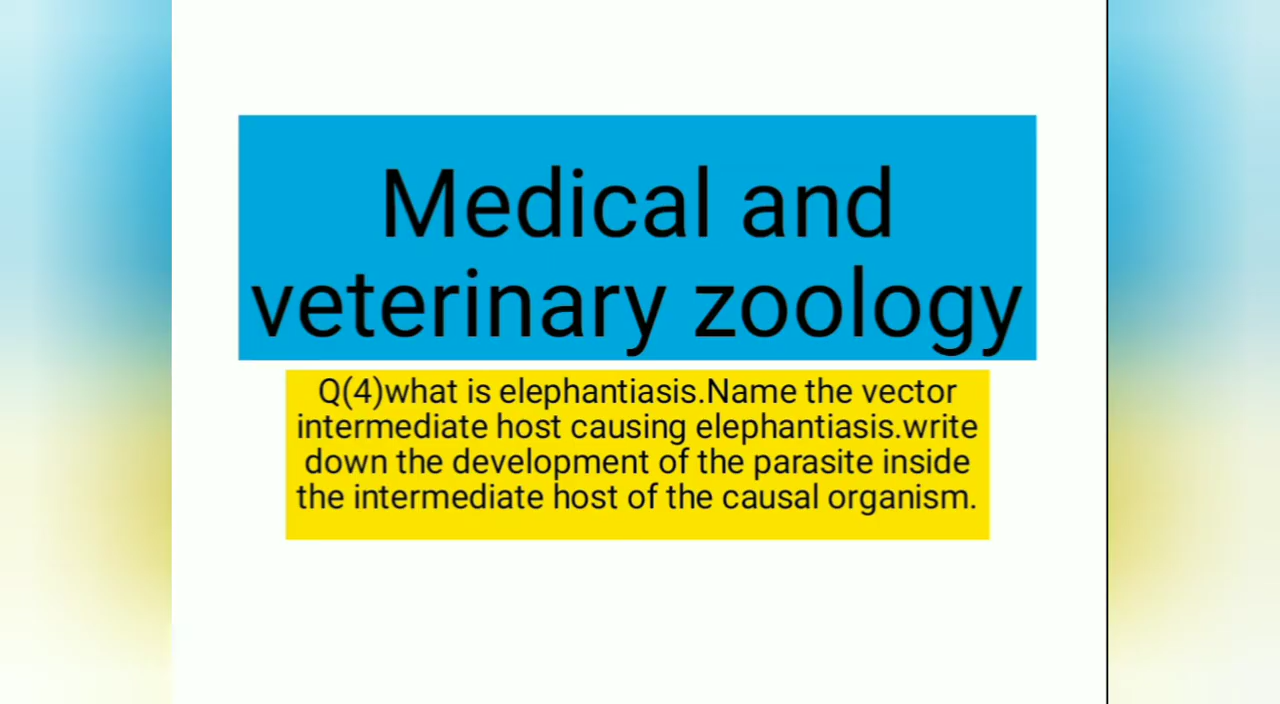 Medical and
veterinary zoology
Q(4)what is elephantiasis.Name the vector
intermediate host causing elephantiasis.write
down the development of the parasite inside
the intermediate host of the causal organism.